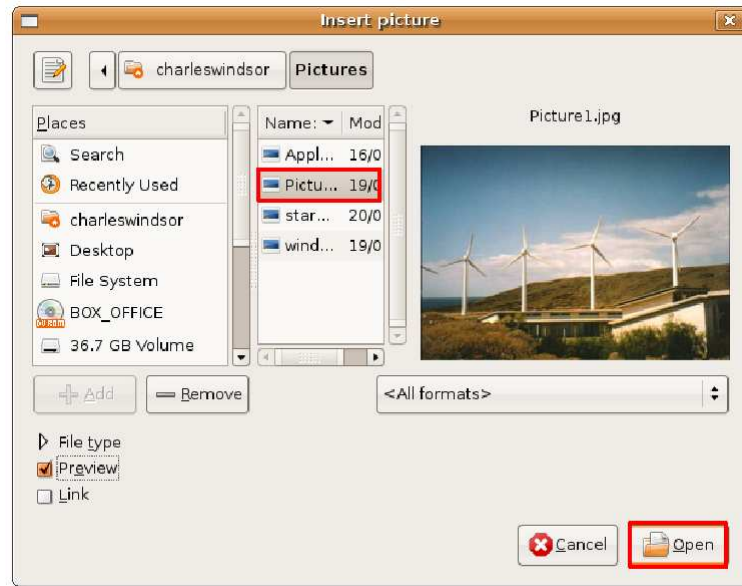 Insert picture
charleswindsor Pictures
Places
Search
Recently Used
charleswindsor
Desktop
File System
BOX_OFFICE
36.7 GB Volume
Name: Mod
Appl... 16/0
Pictu... 19/0
star... 20/0
wind... 19/0
Picture1.jpg
Add Remove
<All formats>
File type
Preview
Link
Cancel Open